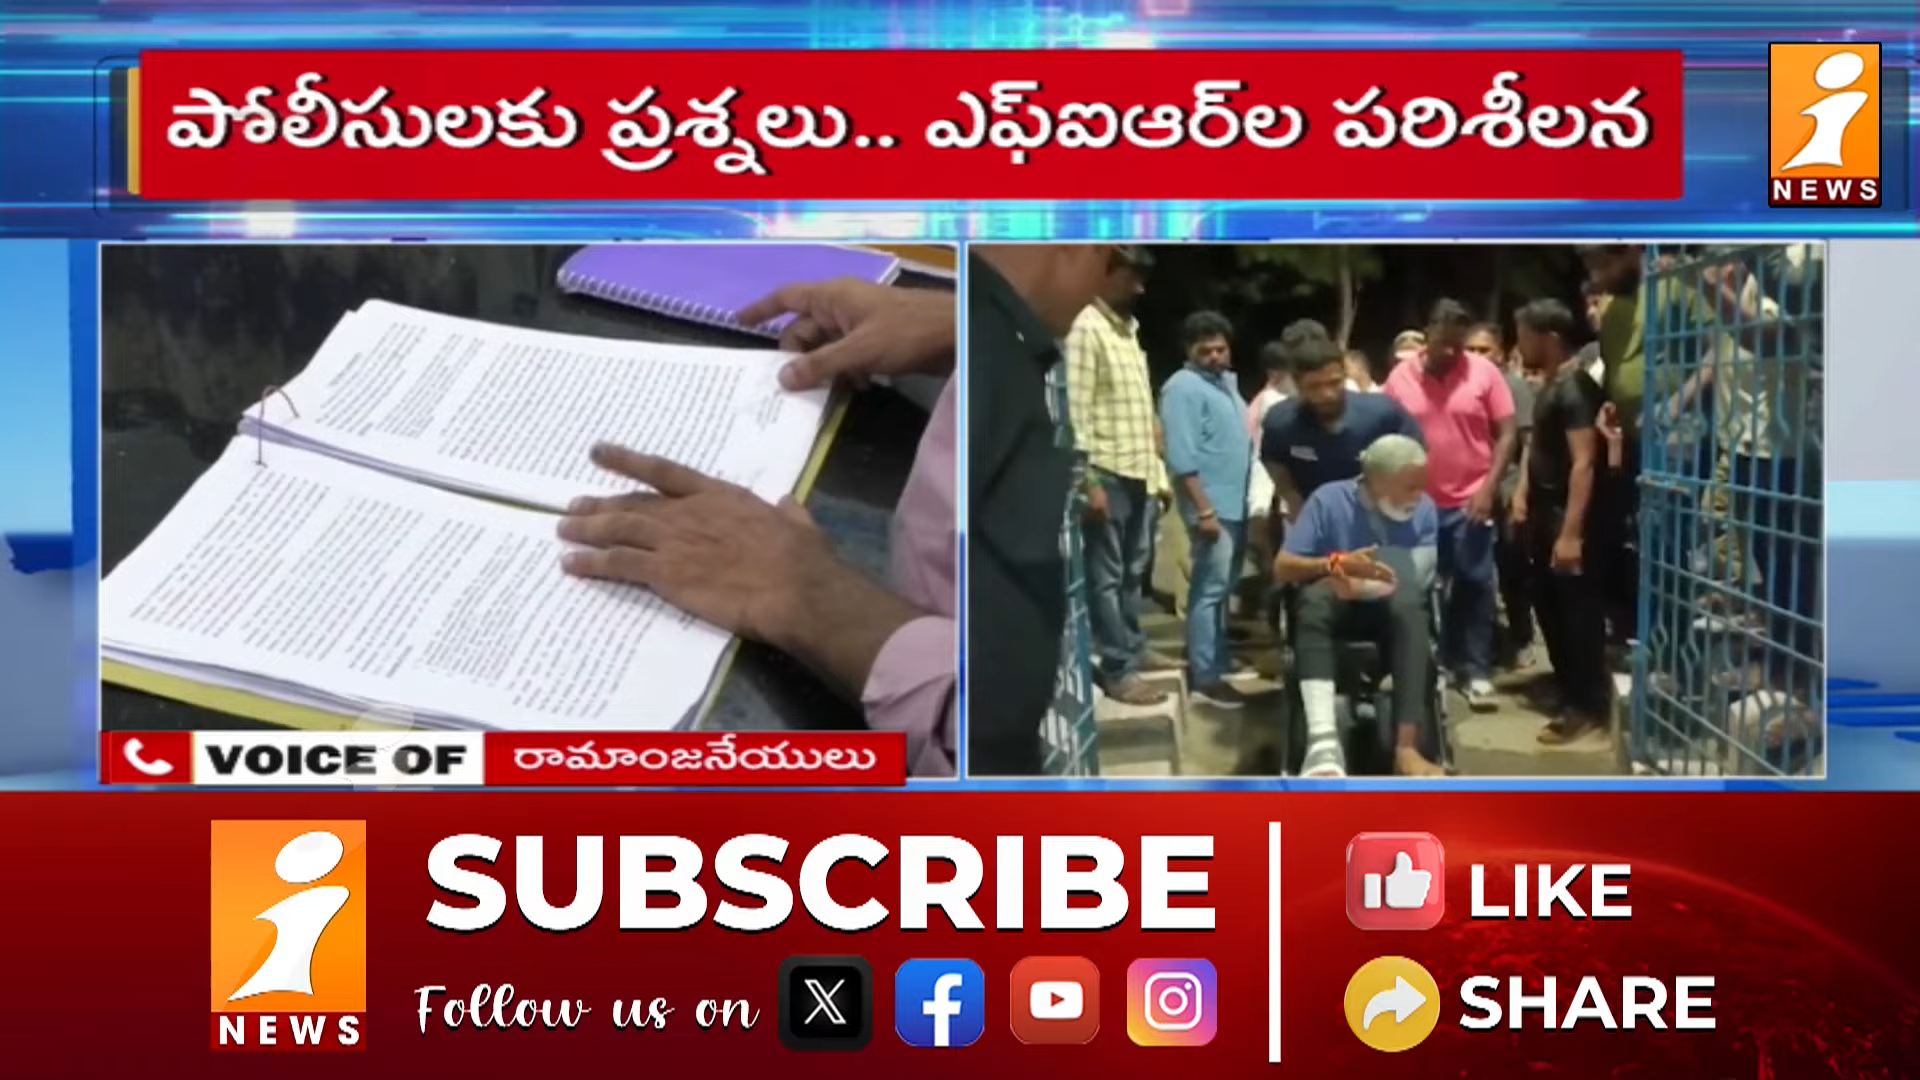 పోలీసులకు ప్రశ్నలు.. ఎఫ్ఐఆర్‌ల పరిశీలన
i
NEWS
VOICE OF రామాంజనేయులు
i
NEWS
SUBSCRIBE
Follow us on
LIKE
SHARE